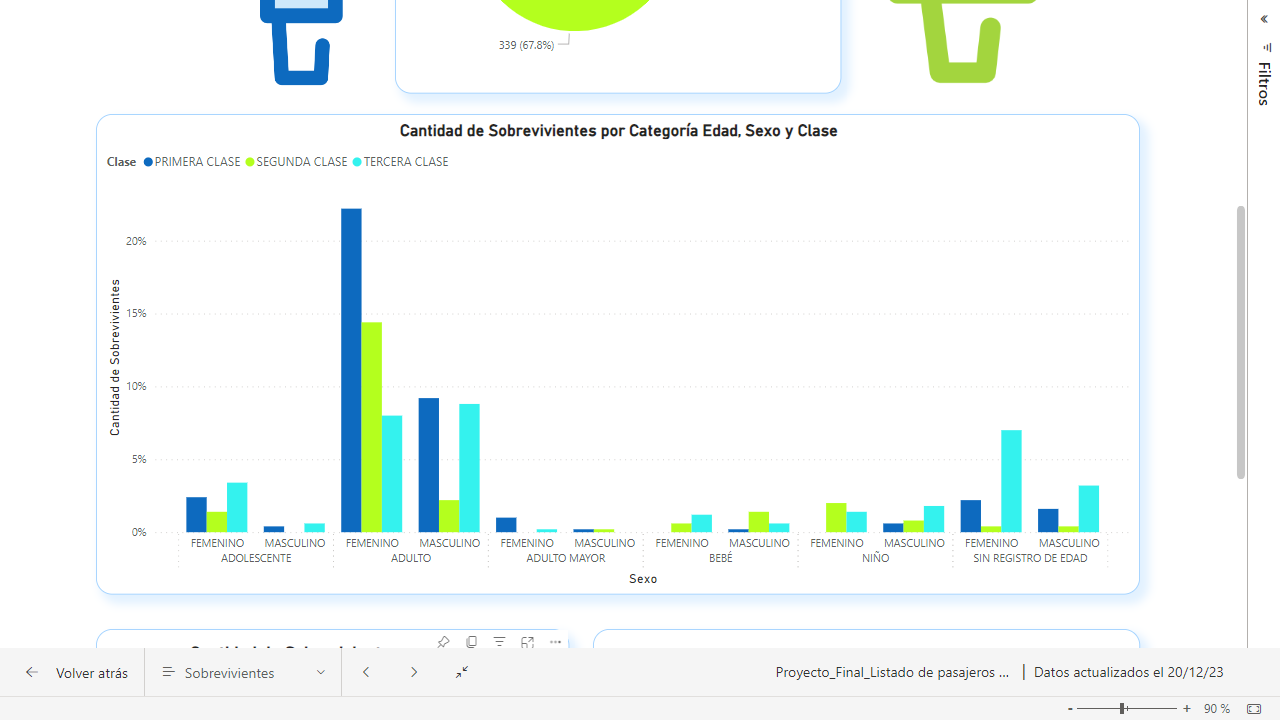 339 (67.8%)
Filtros
Cantidad de Sobrevivientes por Categoría Edad, Sexo y Clase
Clase PRIMERA CLASE SEGUNDA CLASE TERCERA CLASE
Cantidad de Sobrevivientes
20%
15%
10%
5%
0%
FEMENINO MASCULINO FEMENINO MASCULINO FEMENINO MASCULINO FEMENINO MASCULINO FEMENINO MASCULINO FEMENINO MASCULINO
ADOLESCENTE ADULTO ADULTO MAYOR BEBÉ NIÑO SIN REGISTRO DE EDAD
Sexo
Volver atrás Sobrevivientes Proyecto_Final_Listado de pasajeros ... | Datos actualizados el 20/12/23
- + 90 %